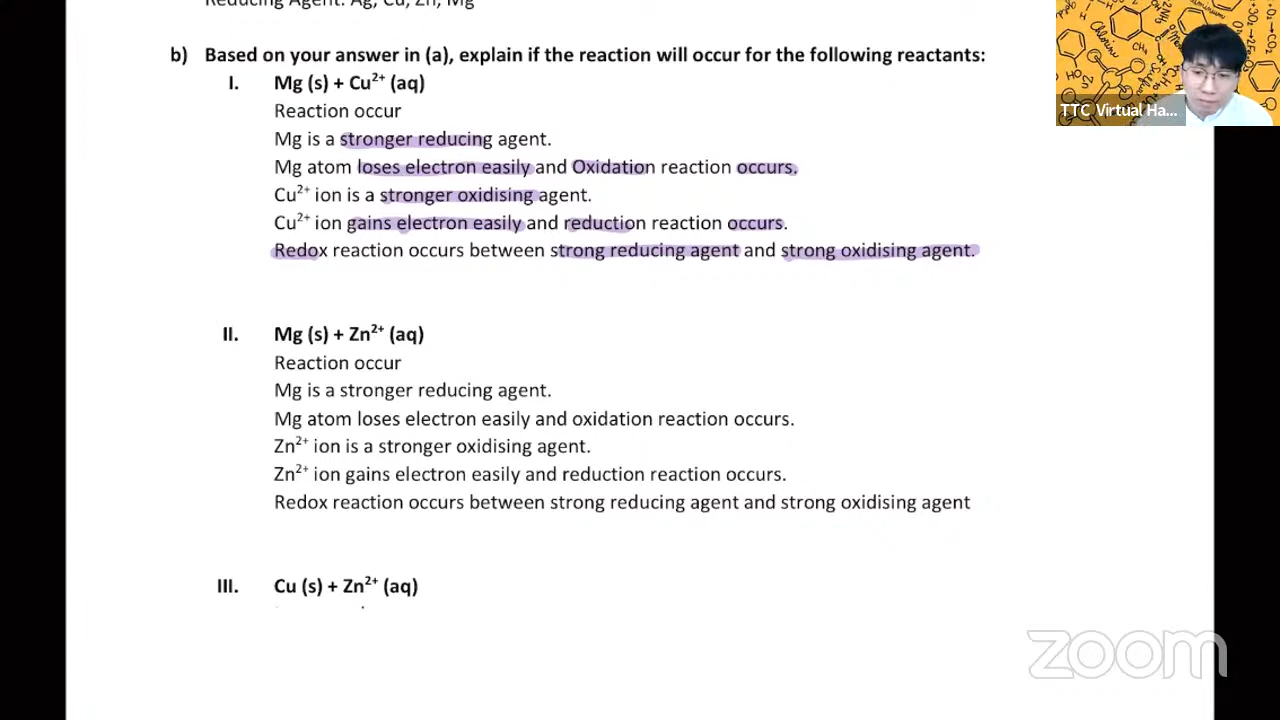 Reducing Agent: Ag, Cu, Zn, Mg
b) Based on your answer in (a), explain if the reaction will occur for the following reactants:
I. Mg (s) + Cu²⁺ (aq)
Reaction occur
Mg is a stronger reducing agent.
Mg atom loses electron easily and Oxidation reaction occurs.
Cu²⁺ ion is a stronger oxidising agent.
Cu²⁺ ion gains electron easily and reduction reaction occurs.
Redox reaction occurs between strong reducing agent and strong oxidising agent.
II. Mg (s) + Zn²⁺ (aq)
Reaction occur
Mg is a stronger reducing agent.
Mg atom loses electron easily and oxidation reaction occurs.
Zn²⁺ ion is a stronger oxidising agent.
Zn²⁺ ion gains electron easily and reduction reaction occurs.
Redox reaction occurs between strong reducing agent and strong oxidising agent
III. Cu (s) + Zn²⁺ (aq)
TTC Virtual Ha...
zoom